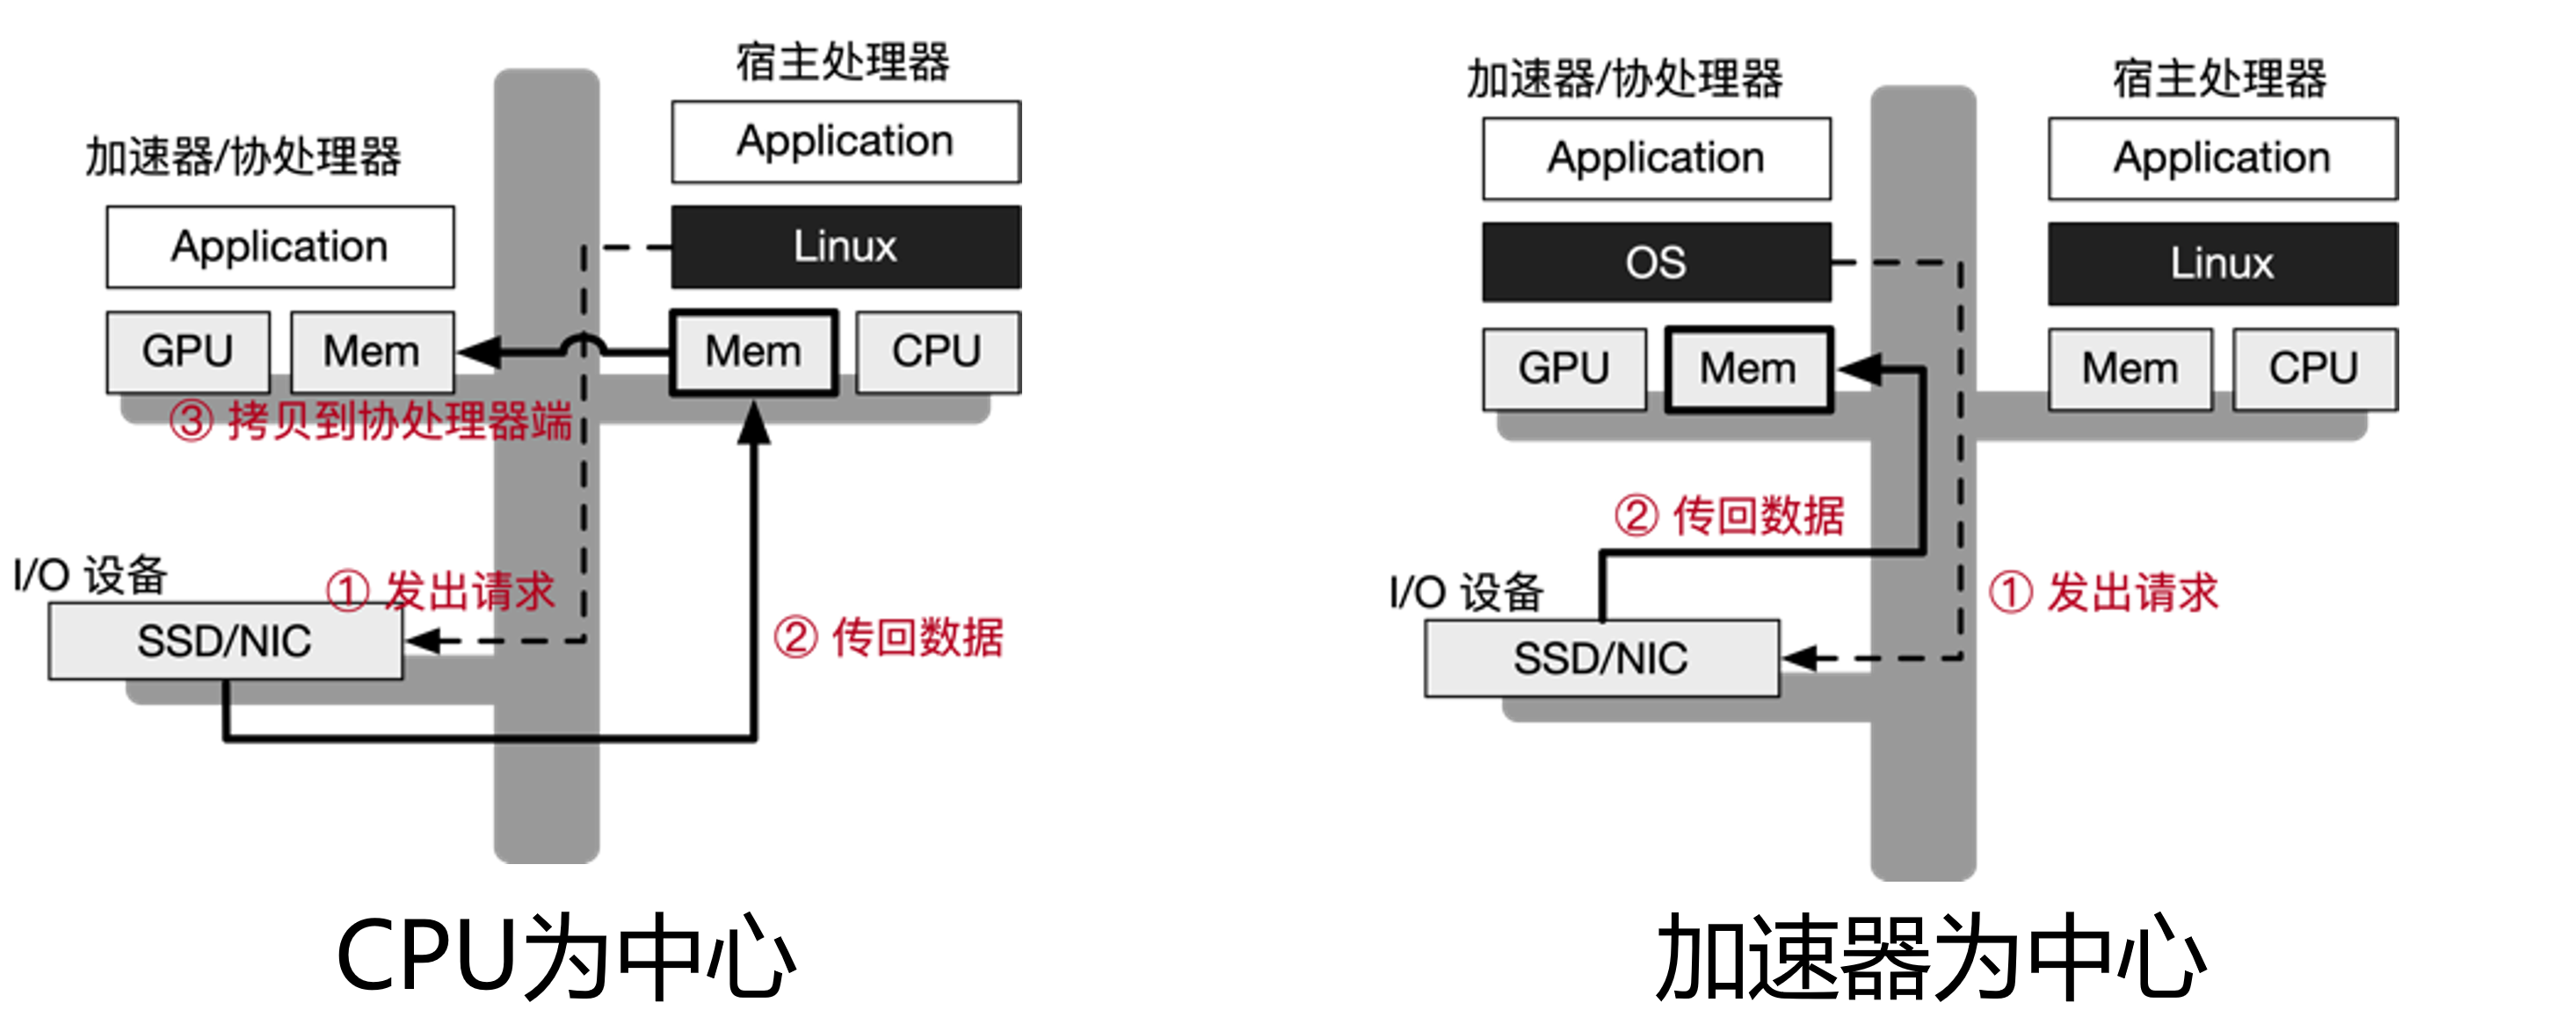 宿主处理器
Application
加速器/协处理器
Application
Linux
GPU
Mem
Mem
CPU
③ 拷贝到协处理器端
I/O 设备
① 发出请求
SSD/NIC
② 传回数据
CPU为中心
加速器/协处理器
宿主处理器
Application
Application
OS
Linux
GPU
Mem
Mem
CPU
② 传回数据
I/O 设备
① 发出请求
SSD/NIC
加速器为中心